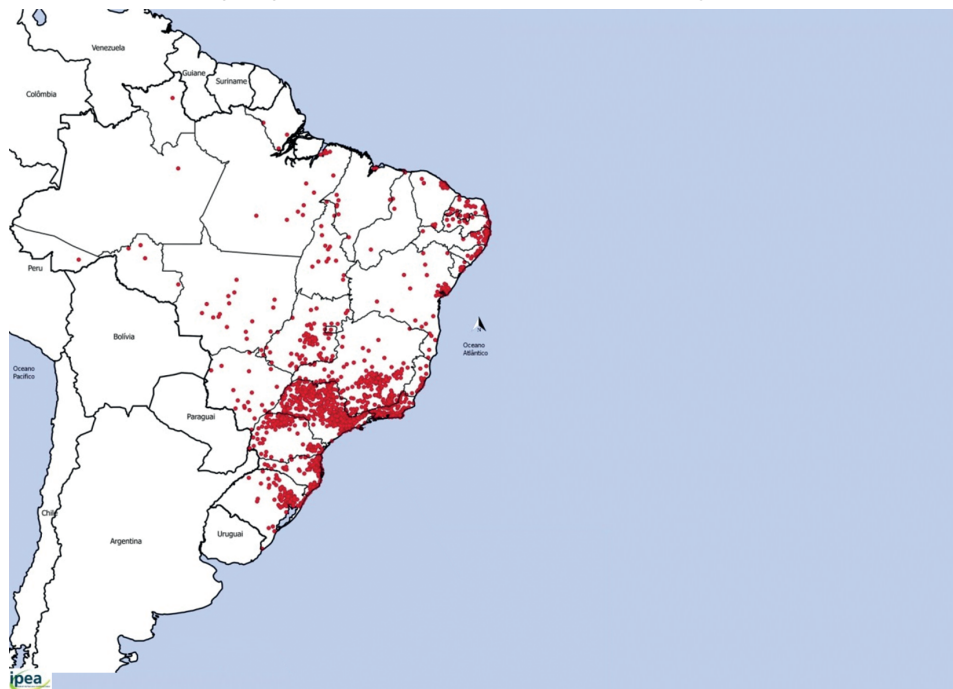 Venezuela
Guiane
Suriname
Colômbia
Peru
Bolívia
Oceano
Pacífico
N
Oceano
Atlântico
Paraguai
Chile
Argentina
Uruguai
ipea